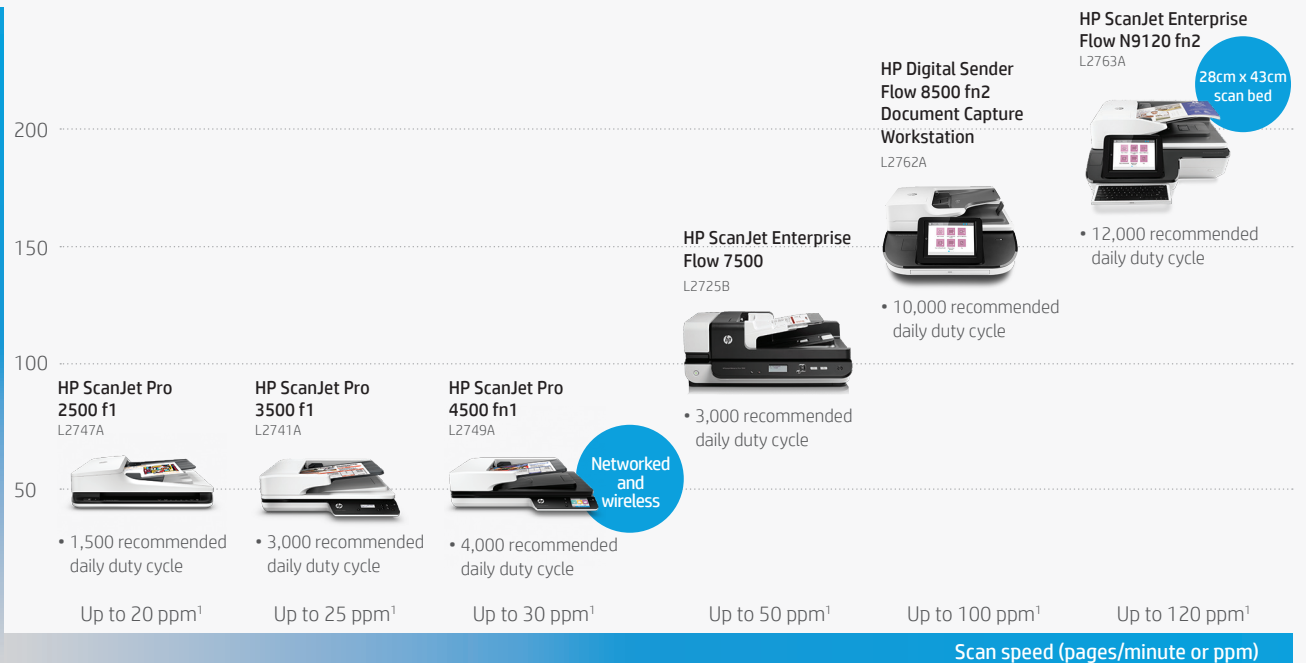 HP ScanJet Enterprise
Flow N9120 fn2
L2763A
28cm x 43cm
scan bed
• 12,000 recommended
daily duty cycle
HP Digital Sender
Flow 8500 fn2
Document Capture
Workstation
L2762A
• 10,000 recommended
daily duty cycle
HP ScanJet Enterprise
Flow 7500
L2725B
• 3,000 recommended
daily duty cycle
200
150
100
50
HP ScanJet Pro
2500 f1
L2747A
• 1,500 recommended
daily duty cycle
HP ScanJet Pro
3500 f1
L2741A
• 3,000 recommended
daily duty cycle
HP ScanJet Pro
4500 fn1
L2749A
Networked
and
wireless
• 4,000 recommended
daily duty cycle
Up to 20 ppm¹
Up to 25 ppm¹
Up to 30 ppm¹
Up to 50 ppm¹
Up to 100 ppm¹
Up to 120 ppm¹
Scan speed (pages/minute or ppm)